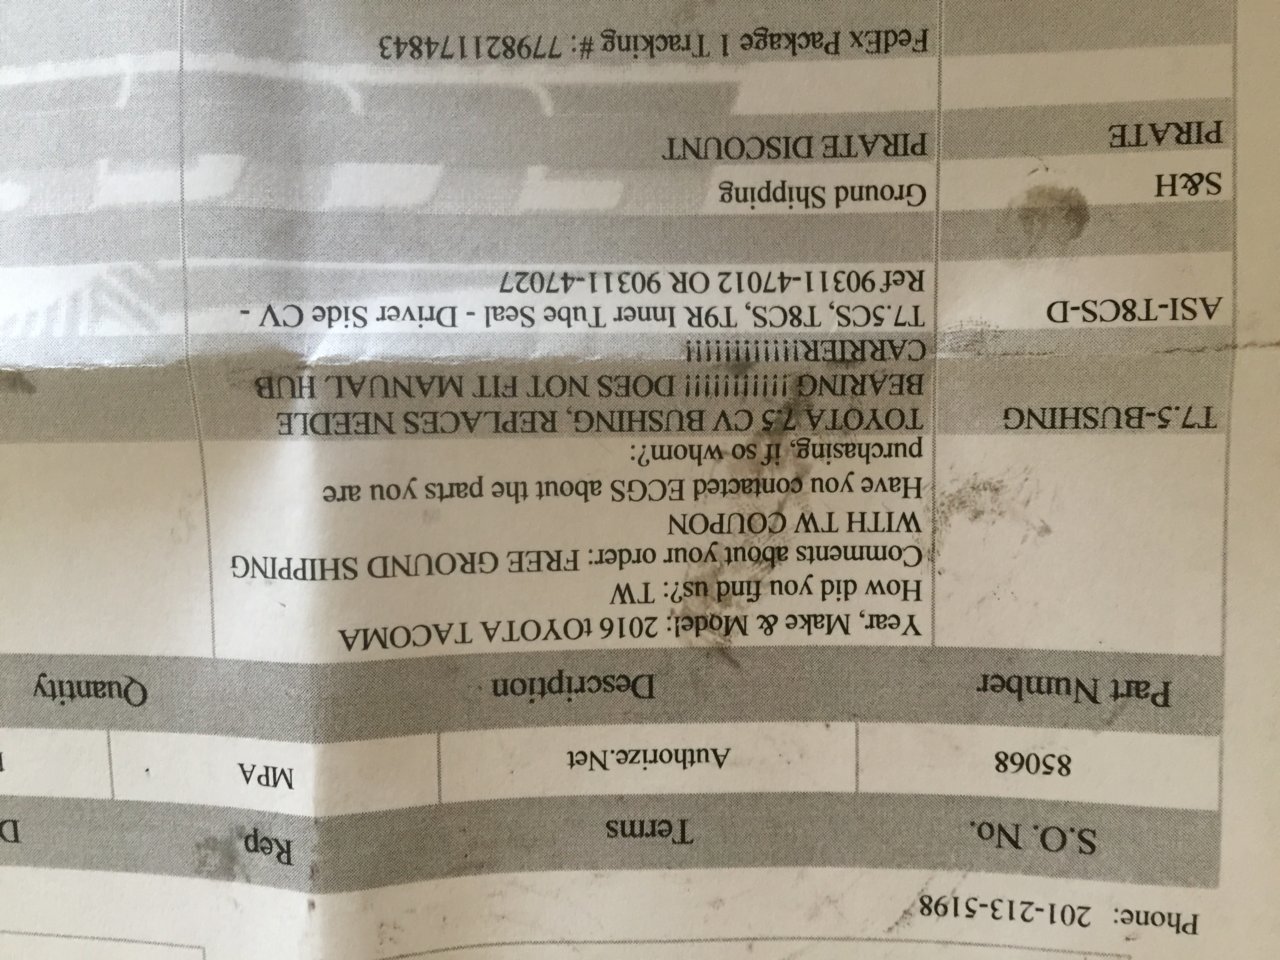 Phone: 201-213-5198
S.O. No. Terms Rep D
85068 Authorize.Net MPA
Part Number Description Quantity
Year, Make & Model: 2016 tOYOTA TACOMA
How did you find us?: TW
Comments about your order: FREE GROUND SHIPPING
WITH TW COUPON
Have you contacted ECGS about the parts you are
purchasing, if so whom?:
T7.5-BUSHING TOYOTA 7.5 CV BUSHING, REPLACES NEEDLE
BEARING !!!!!!!!!!! DOES NOT FIT MANUAL HUB
CARRIER!!!!!!!!!!!!
ASI-T8CS-D T7.5CS, T8CS, T9R Inner Tube Seal - Driver Side CV -
Ref 90311-47012 OR 90311-47027
S&H Ground Shipping
PIRATE PIRATE DISCOUNT
FedEx Package 1 Tracking #: 779821174843